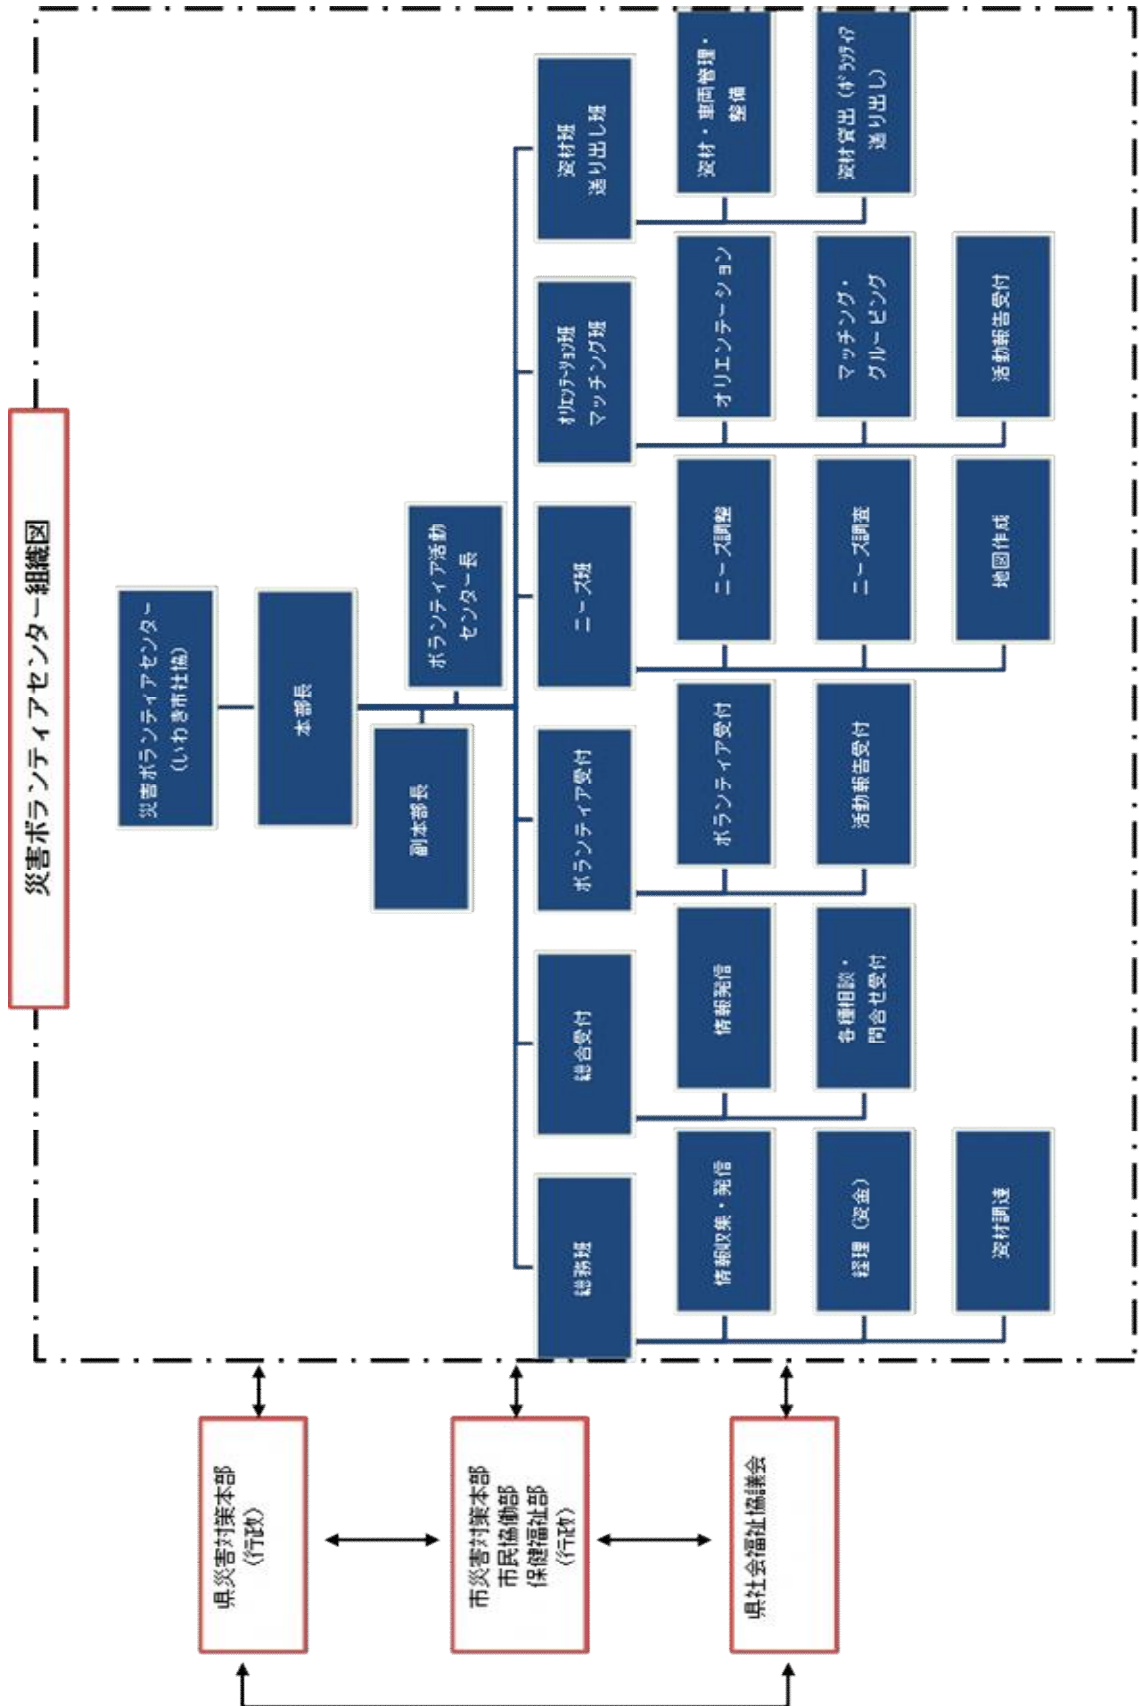 災害ボランティアセンター組織図
県災害対策本部
(行政)
市災害対策本部
市民協働部
保健福祉部
(行政)
県社会福祉協議会
災害ボランティアセンター
(いわき市社協)
本部長
副本部長
ボランティア活動
センター長
総務班
情報収集・発信
経理(資金)
資材調達
総合受付
情報発信
各種相談・
問合せ受付
ボランティア受付
ボランティア受付
活動報告受付
ニーズ班
ニーズ調整
ニーズ調査
地図作成
ｵﾘｴﾝﾃｰｼｮﾝ班
マッチング班
オリエンテーション
マッチング・
グルーピング
活動報告受付
資材班
送り出し班
資材・車両管理・
整備
資材貸出(ﾎﾞﾗﾝﾃｨｱ
送り出し)